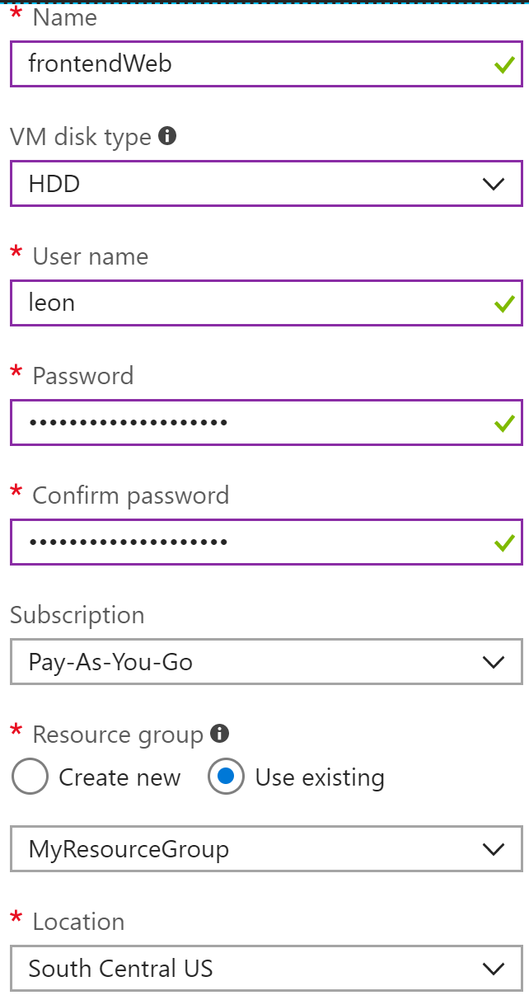 * Name
frontendWeb
VM disk type
HDD
* User name
leon
* Password
••••••••••••••••••••
* Confirm password
••••••••••••••••••••
Subscription
Pay-As-You-Go
* Resource group
Create new Use existing
MyResourceGroup
* Location
South Central US